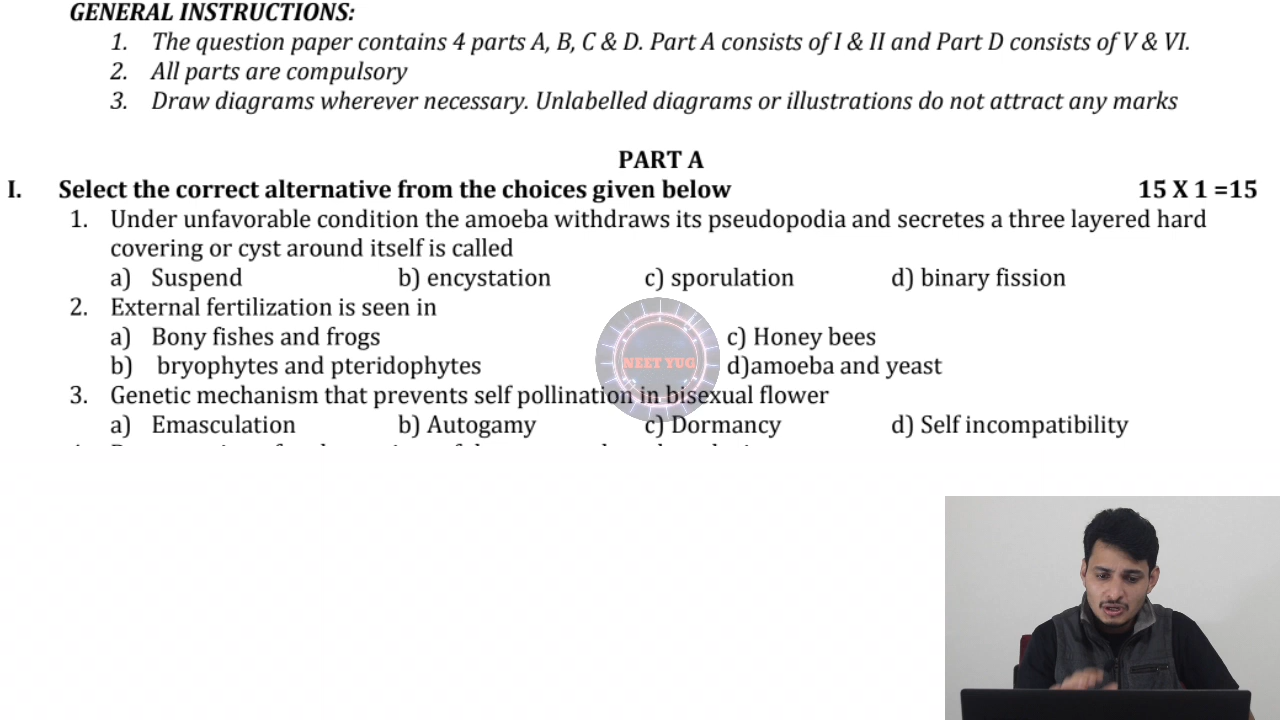 GENERAL INSTRUCTIONS:
1. The question paper contains 4 parts A, B, C & D. Part A consists of I & II and Part D consists of V & VI.
2. All parts are compulsory
3. Draw diagrams wherever necessary. Unlabelled diagrams or illustrations do not attract any marks
PART A
I. Select the correct alternative from the choices given below 15 X 1 =15
1. Under unfavorable condition the amoeba withdraws its pseudopodia and secretes a three layered hard
covering or cyst around itself is called
a) Suspend b) encystation c) sporulation d) binary fission
2. External fertilization is seen in
a) Bony fishes and frogs c) Honey bees
b) bryophytes and pteridophytes d)amoeba and yeast
NEET YUG
3. Genetic mechanism that prevents self pollination in bisexual flower
a) Emasculation b) Autogamy c) Dormancy d) Self incompatibility